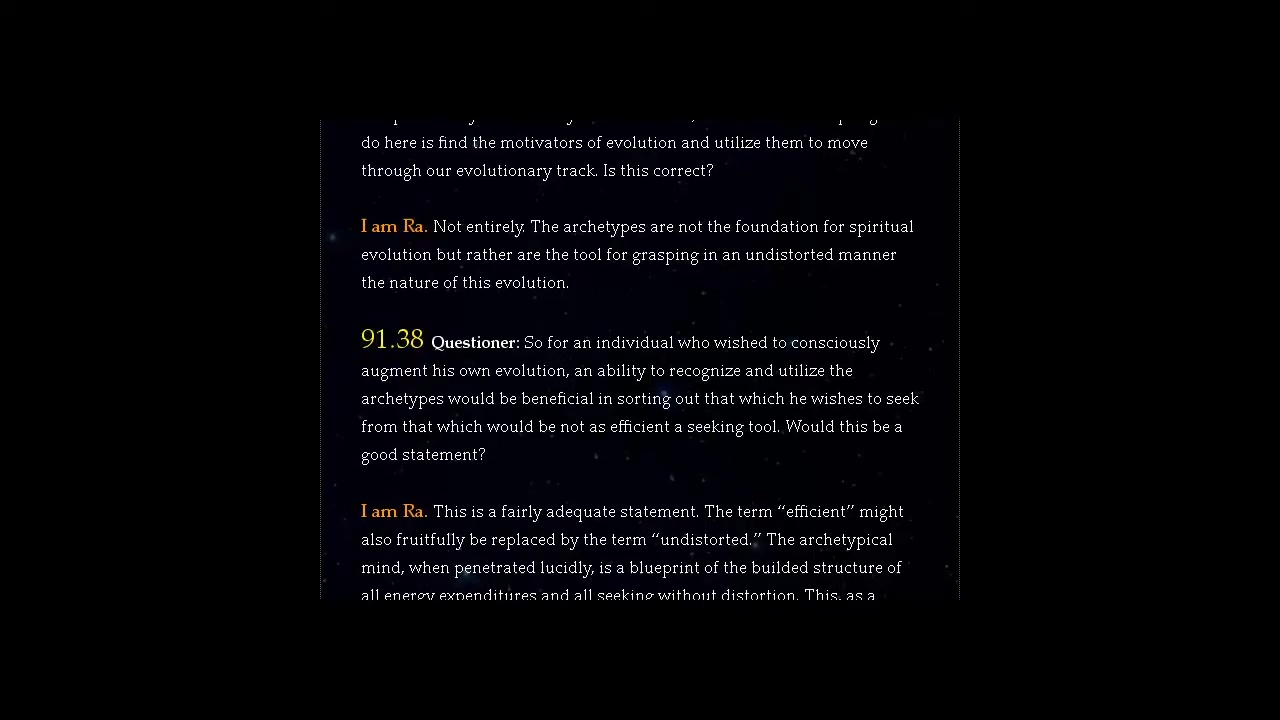 do here is find the motivators of evolution and utilize them to move
through our evolutionary track. Is this correct?
I am Ra. Not entirely. The archetypes are not the foundation for spiritual
evolution but rather are the tool for grasping in an undistorted manner
the nature of this evolution.
91.38 Questioner: So for an individual who wished to consciously
augment his own evolution, an ability to recognize and utilize the
archetypes would be beneficial in sorting out that which he wishes to seek
from that which would be not as efficient a seeking tool. Would this be a
good statement?
I am Ra. This is a fairly adequate statement. The term “efficient” might
also fruitfully be replaced by the term “undistorted.” The archetypical
mind, when penetrated lucidly, is a blueprint of the builded structure of
all energy expenditures and all seeking without distortion. This, as a